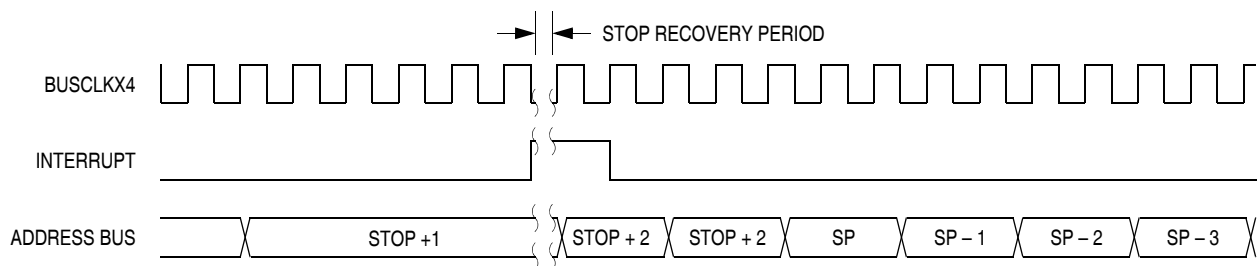 STOP RECOVERY PERIOD
BUSCLKX4
INTERRUPT
ADDRESS BUS STOP +1 STOP + 2 STOP + 2 SP SP – 1 SP – 2 SP – 3